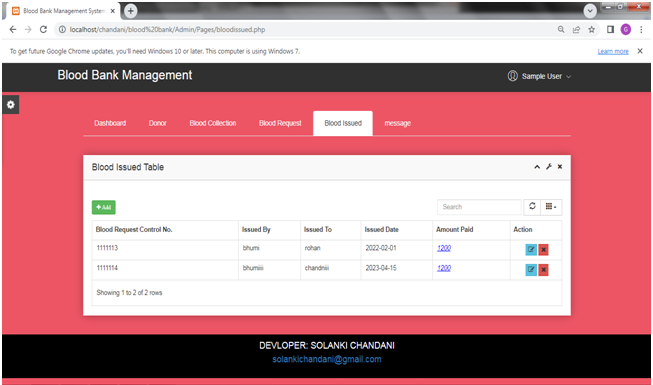 Blood Bank Management System
localhost/chandani/blood%20bank/Admin/Pages/bloodissued.php
G
To get future Google Chrome updates, you'll need Windows 10 or later. This computer is using Windows 7.
Learn more
Blood Bank Management
Sample User
Dashboard Donor Blood Collection Blood Request Blood Issued message
Blood Issued Table
+Add
Search
Blood Request Control No. Issued By Issued To Issued Date Amount Paid Action
1111113 bhumi rohan 2022-02-01 1200
1111114 bhumiiii chandniii 2023-04-15 1200
Showing 1 to 2 of 2 rows
DEVLOPER: SOLANKI CHANDANI
solankichandani@gmail.com